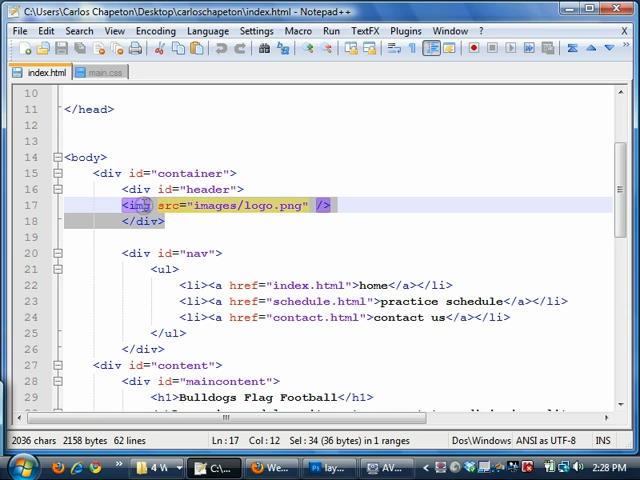 C:\Users\Carlos Chapeton\Desktop\carloschapeton\index.html - Notepad++
File Edit Search View Encoding Language Settings Macro Run TextFX Plugins Window ? X
index.html main.css
10
11 </head>
12
13
14 <body>
15 <div id="container">
16 <div id="header">
17 <img src="images/logo.png" />
18 </div>
19
20 <div id="nav">
21 <ul>
22 <li><a href="index.html">home</a></li>
23 <li><a href="schedule.html">practice schedule</a></li>
24 <li><a href="contact.html">contact us</a></li>
25 </ul>
26 </div>
27 <div id="content">
28 <div id="maincontent">
29 <h1>Bulldogs Flag Football</h1>
2036 chars 2158 bytes 62 lines Ln : 17 Col : 12 Sel : 34 (36 bytes) in 1 ranges Dos\Windows ANSI as UTF-8 INS
4 W C:\... We... lay... AV... 2:28 PM